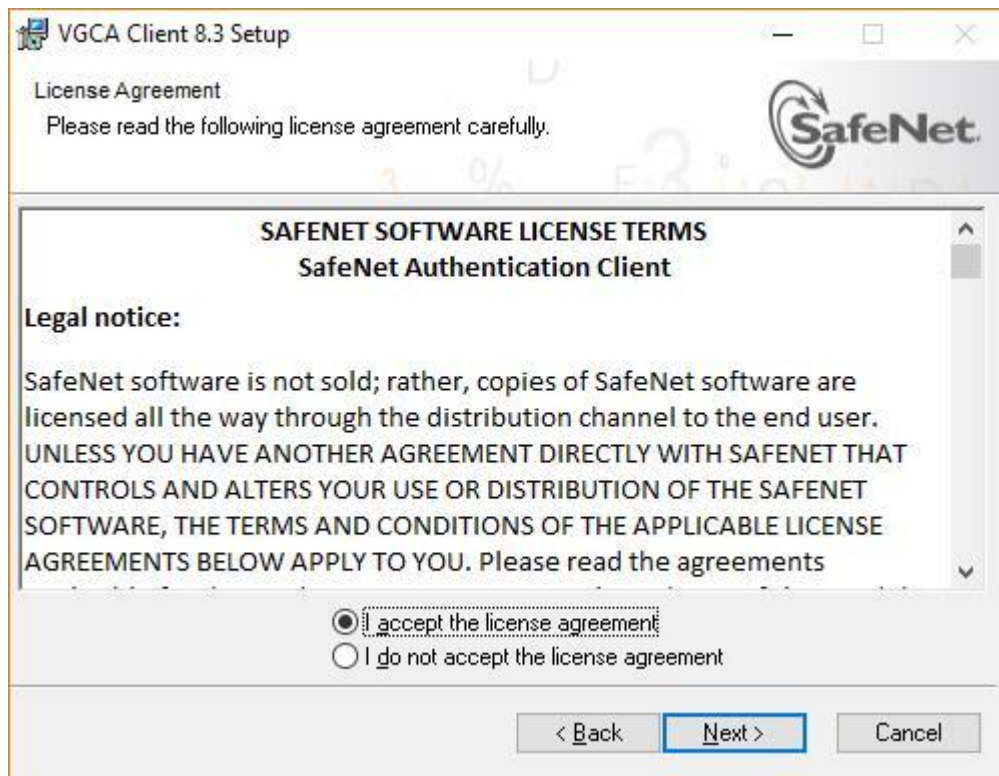 VGCA Client 8.3 Setup
License Agreement
Please read the following license agreement carefully.
SafeNet.
SAFENET SOFTWARE LICENSE TERMS
SafeNet Authentication Client
Legal notice:
SafeNet software is not sold; rather, copies of SafeNet software are
licensed all the way through the distribution channel to the end user.
UNLESS YOU HAVE ANOTHER AGREEMENT DIRECTLY WITH SAFENET THAT
CONTROLS AND ALTERS YOUR USE OR DISTRIBUTION OF THE SAFENET
SOFTWARE, THE TERMS AND CONDITIONS OF THE APPLICABLE LICENSE
AGREEMENTS BELOW APPLY TO YOU. Please read the agreements
I accept the license agreement
I do not accept the license agreement
< Back
Next >
Cancel